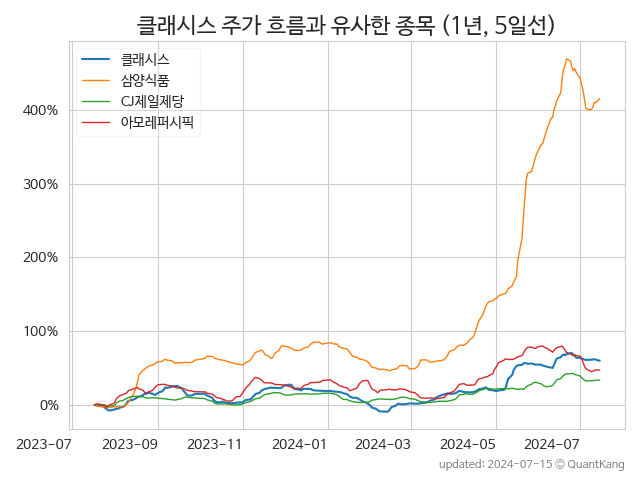 클래시스 주가 흐름과 유사한 종목 (1년, 5일선)
클래시스
삼양식품
CJ제일제당
아모레퍼시픽
400%
300%
200%
100%
0%
2023-07 2023-09 2023-11 2024-01 2024-03 2024-05 2024-07
updated: 2024-07-15 © QuantKang